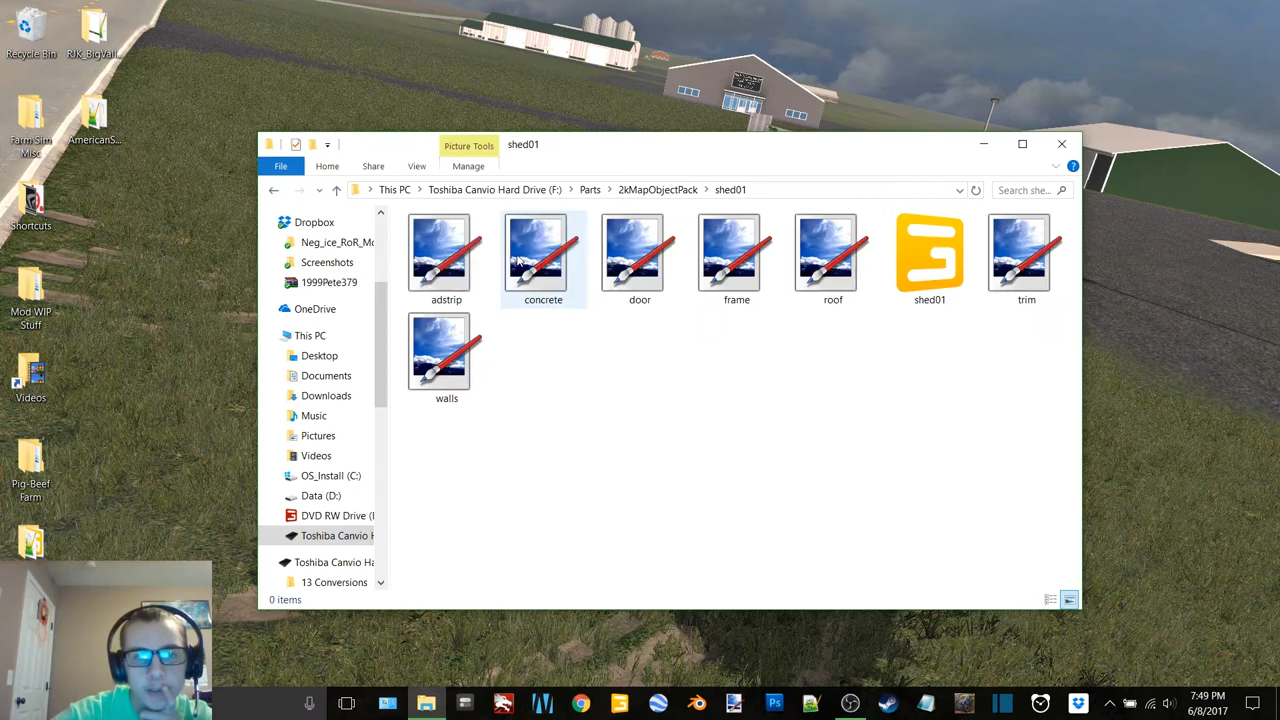 Recycle Bin
RJK_BigVall...
Farm Sim
Misc
AmericanS...
Shortcuts
Mod WIP
Stuff
Videos
Pig-Beef
Farm
Picture Tools
shed01
File
Home
Share
View
Manage
This PC > Toshiba Canvio Hard Drive (F:) > Parts > 2kMapObjectPack > shed01
Search she...
Dropbox
Neg_ice_RoR_Mo
Screenshots
1999Pete379
OneDrive
This PC
Desktop
Documents
Downloads
Music
Pictures
Videos
OS_Install (C:)
Data (D:)
DVD RW Drive (
Toshiba Canvio H
Toshiba Canvio Ha
13 Conversions
adstrip
concrete
door
frame
roof
shed01
trim
walls
0 items
7:49 PM
6/8/2017